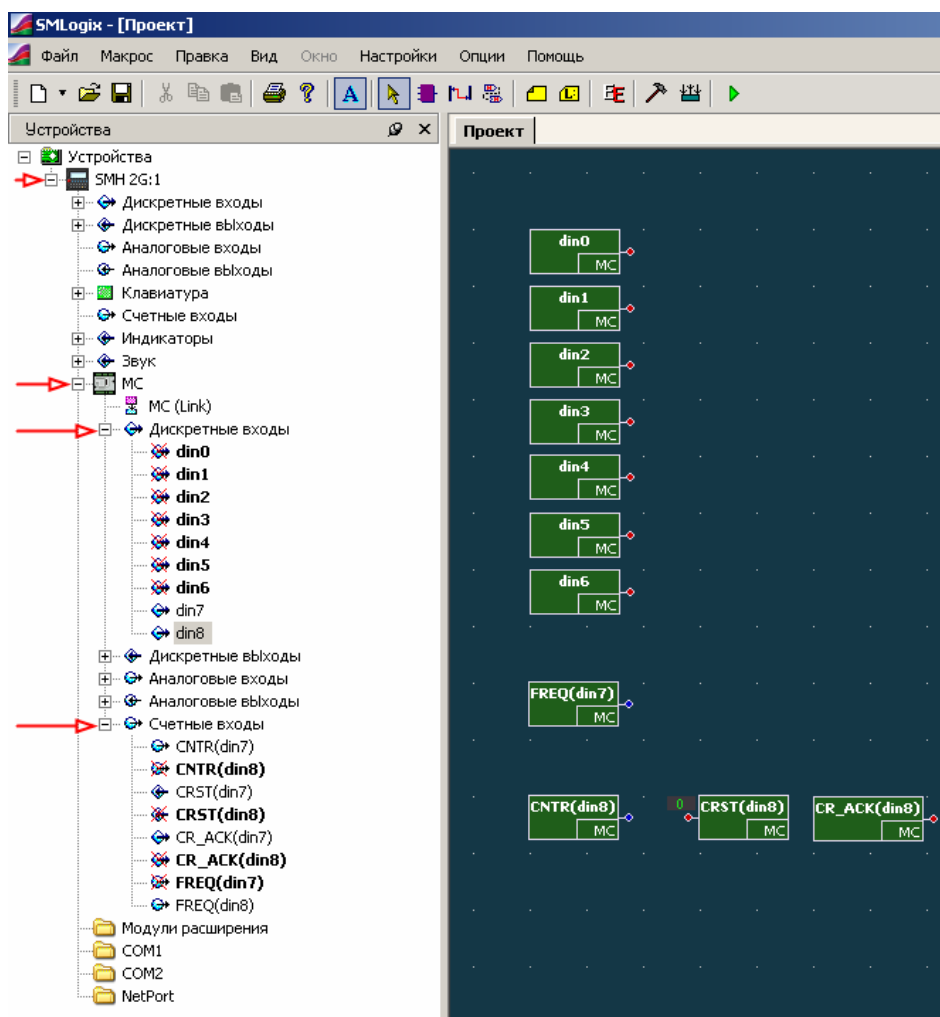 SMLogix - [Проект]
Файл Макрос Правка Вид Окно Настройки Опции Помощь
A
Устройства
Устройства
SMH 2G:1
Дискретные входы
Дискретные вЫходы
Аналоговые входы
Аналоговые вЫходы
Клавиатура
Счетные входы
Индикаторы
Звук
MC
MC (Link)
Дискретные входы
din0
din1
din2
din3
din4
din5
din6
din7
din8
Дискретные вЫходы
Аналоговые входы
Аналоговые вЫходы
Счетные входы
CNTR(din7)
CNTR(din8)
CRST(din7)
CRST(din8)
CR_ACK(din7)
CR_ACK(din8)
FREQ(din7)
FREQ(din8)
Модули расширения
COM1
COM2
NetPort
Проект
din0
MC
din1
MC
din2
MC
din3
MC
din4
MC
din5
MC
din6
MC
FREQ(din7)
MC
CNTR(din8)
MC
0
CRST(din8)
MC
CR_ACK(din8)
MC